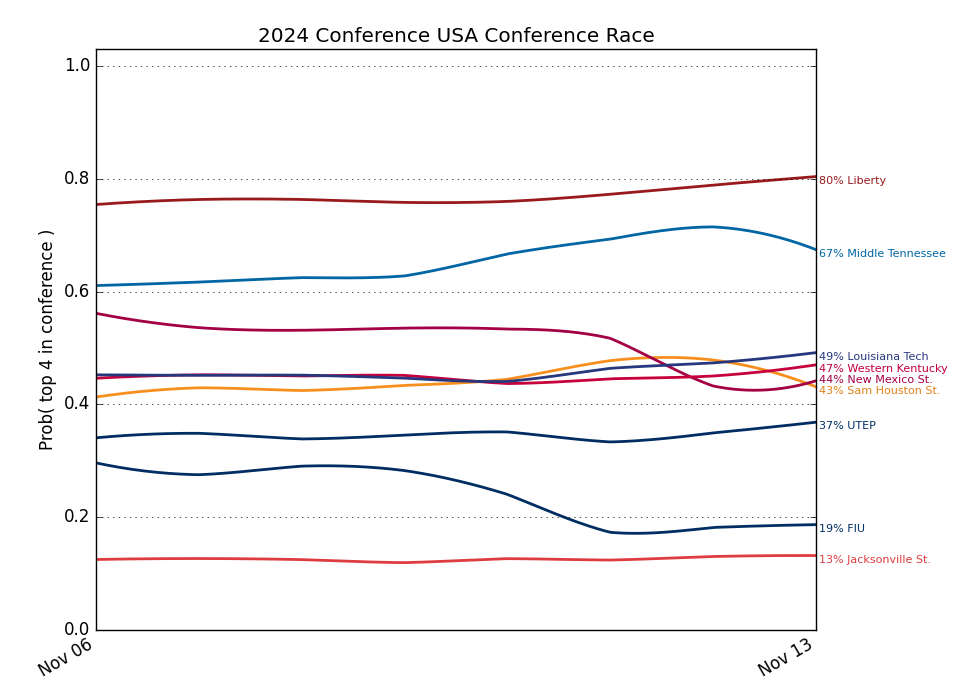 2024 Conference USA Conference Race
Prob( top 4 in conference )
1.0
0.8
0.6
0.4
0.2
0.0
Nov 06
Nov 13
80% Liberty
67% Middle Tennessee
49% Louisiana Tech
47% Western Kentucky
44% New Mexico St.
43% Sam Houston St.
37% UTEP
19% FIU
13% Jacksonville St.